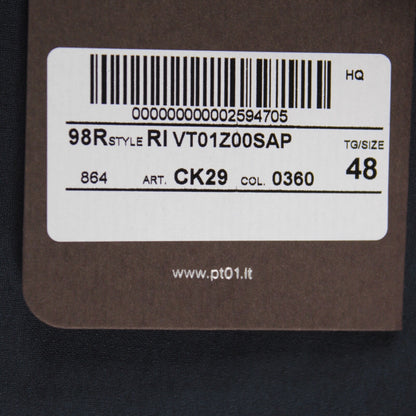 HQ
000000000002594705
98R STYLE RI VT01Z00SAP TG/SIZE
864 ART. CK29 COL. 0360 48
www.pt01.it